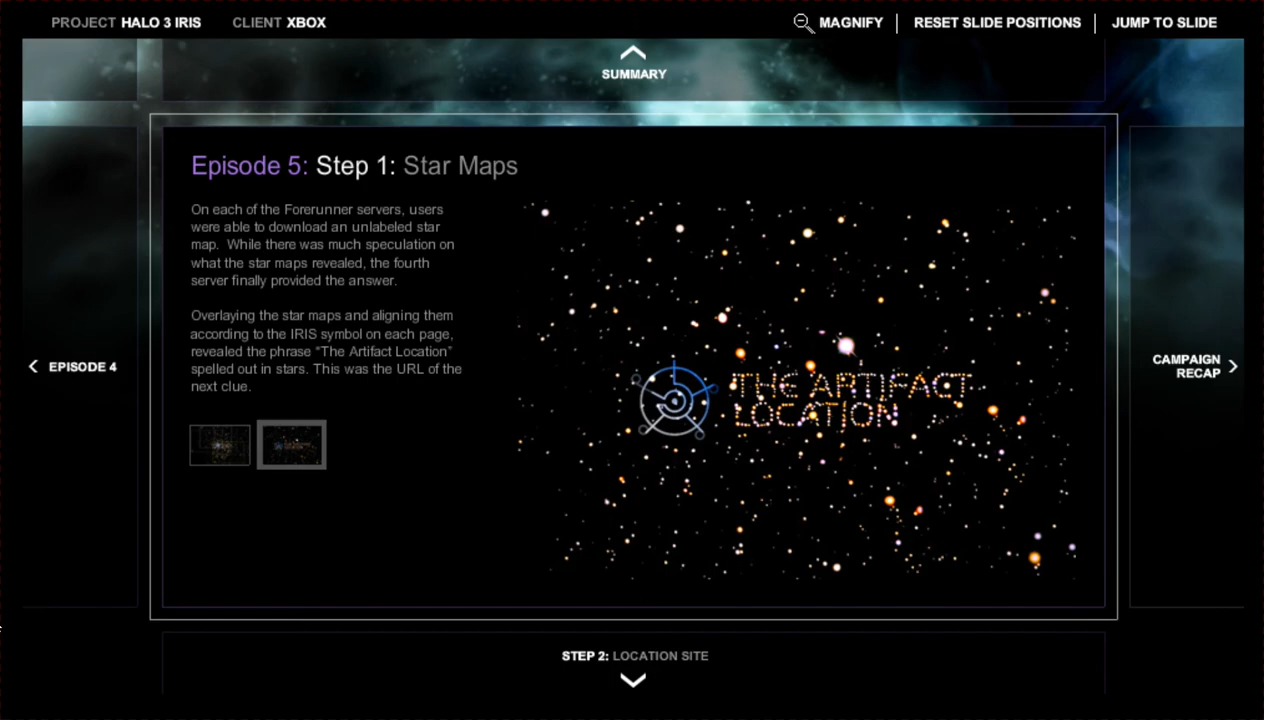 PROJECT HALO 3 IRIS CLIENT XBOX
MAGNIFY RESET SLIDE POSITIONS JUMP TO SLIDE
SUMMARY
Episode 5: Step 1: Star Maps
On each of the Forerunner servers, users
were able to download an unlabeled star
map. While there was much speculation on
what the star maps revealed, the fourth
server finally provided the answer.
Overlaying the star maps and aligning them
according to the IRIS symbol on each page,
revealed the phrase "The Artifact Location"
spelled out in stars. This was the URL of the
next clue.
THE ARTIFACT
LOCATION
EPISODE 4
CAMPAIGN
RECAP
STEP 2: LOCATION SITE